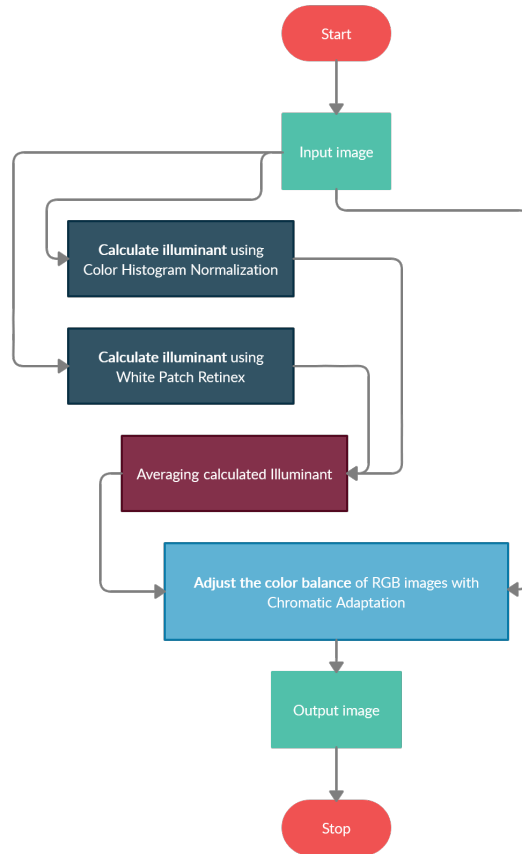 Start
Input image
Calculate illuminant using
Color Histogram Normalization
Calculate illuminant using
White Patch Retinex
Averaging calculated Illuminant
Adjust the color balance of RGB images with
Chromatic Adaptation
Output image
Stop